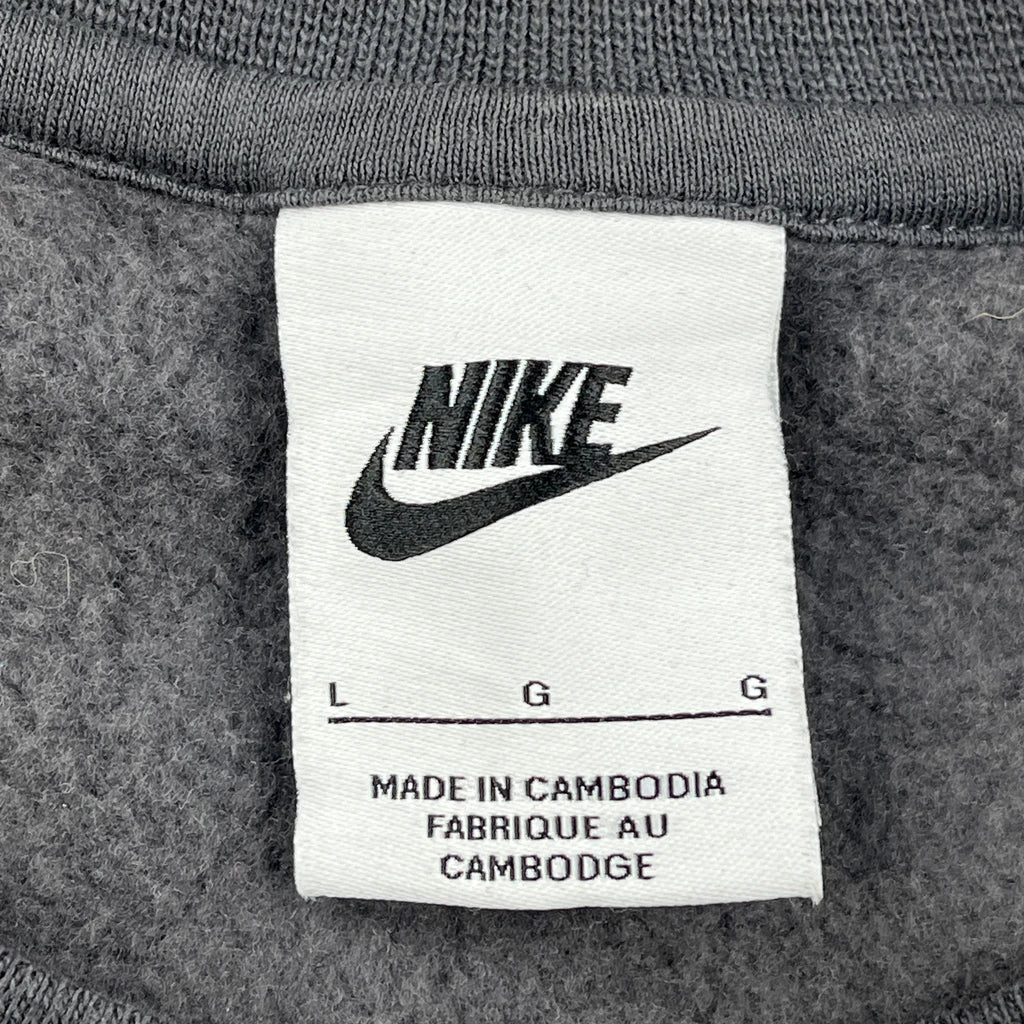 NIKE
L G G
MADE IN CAMBODIA
FABRIQUE AU
CAMBODGE